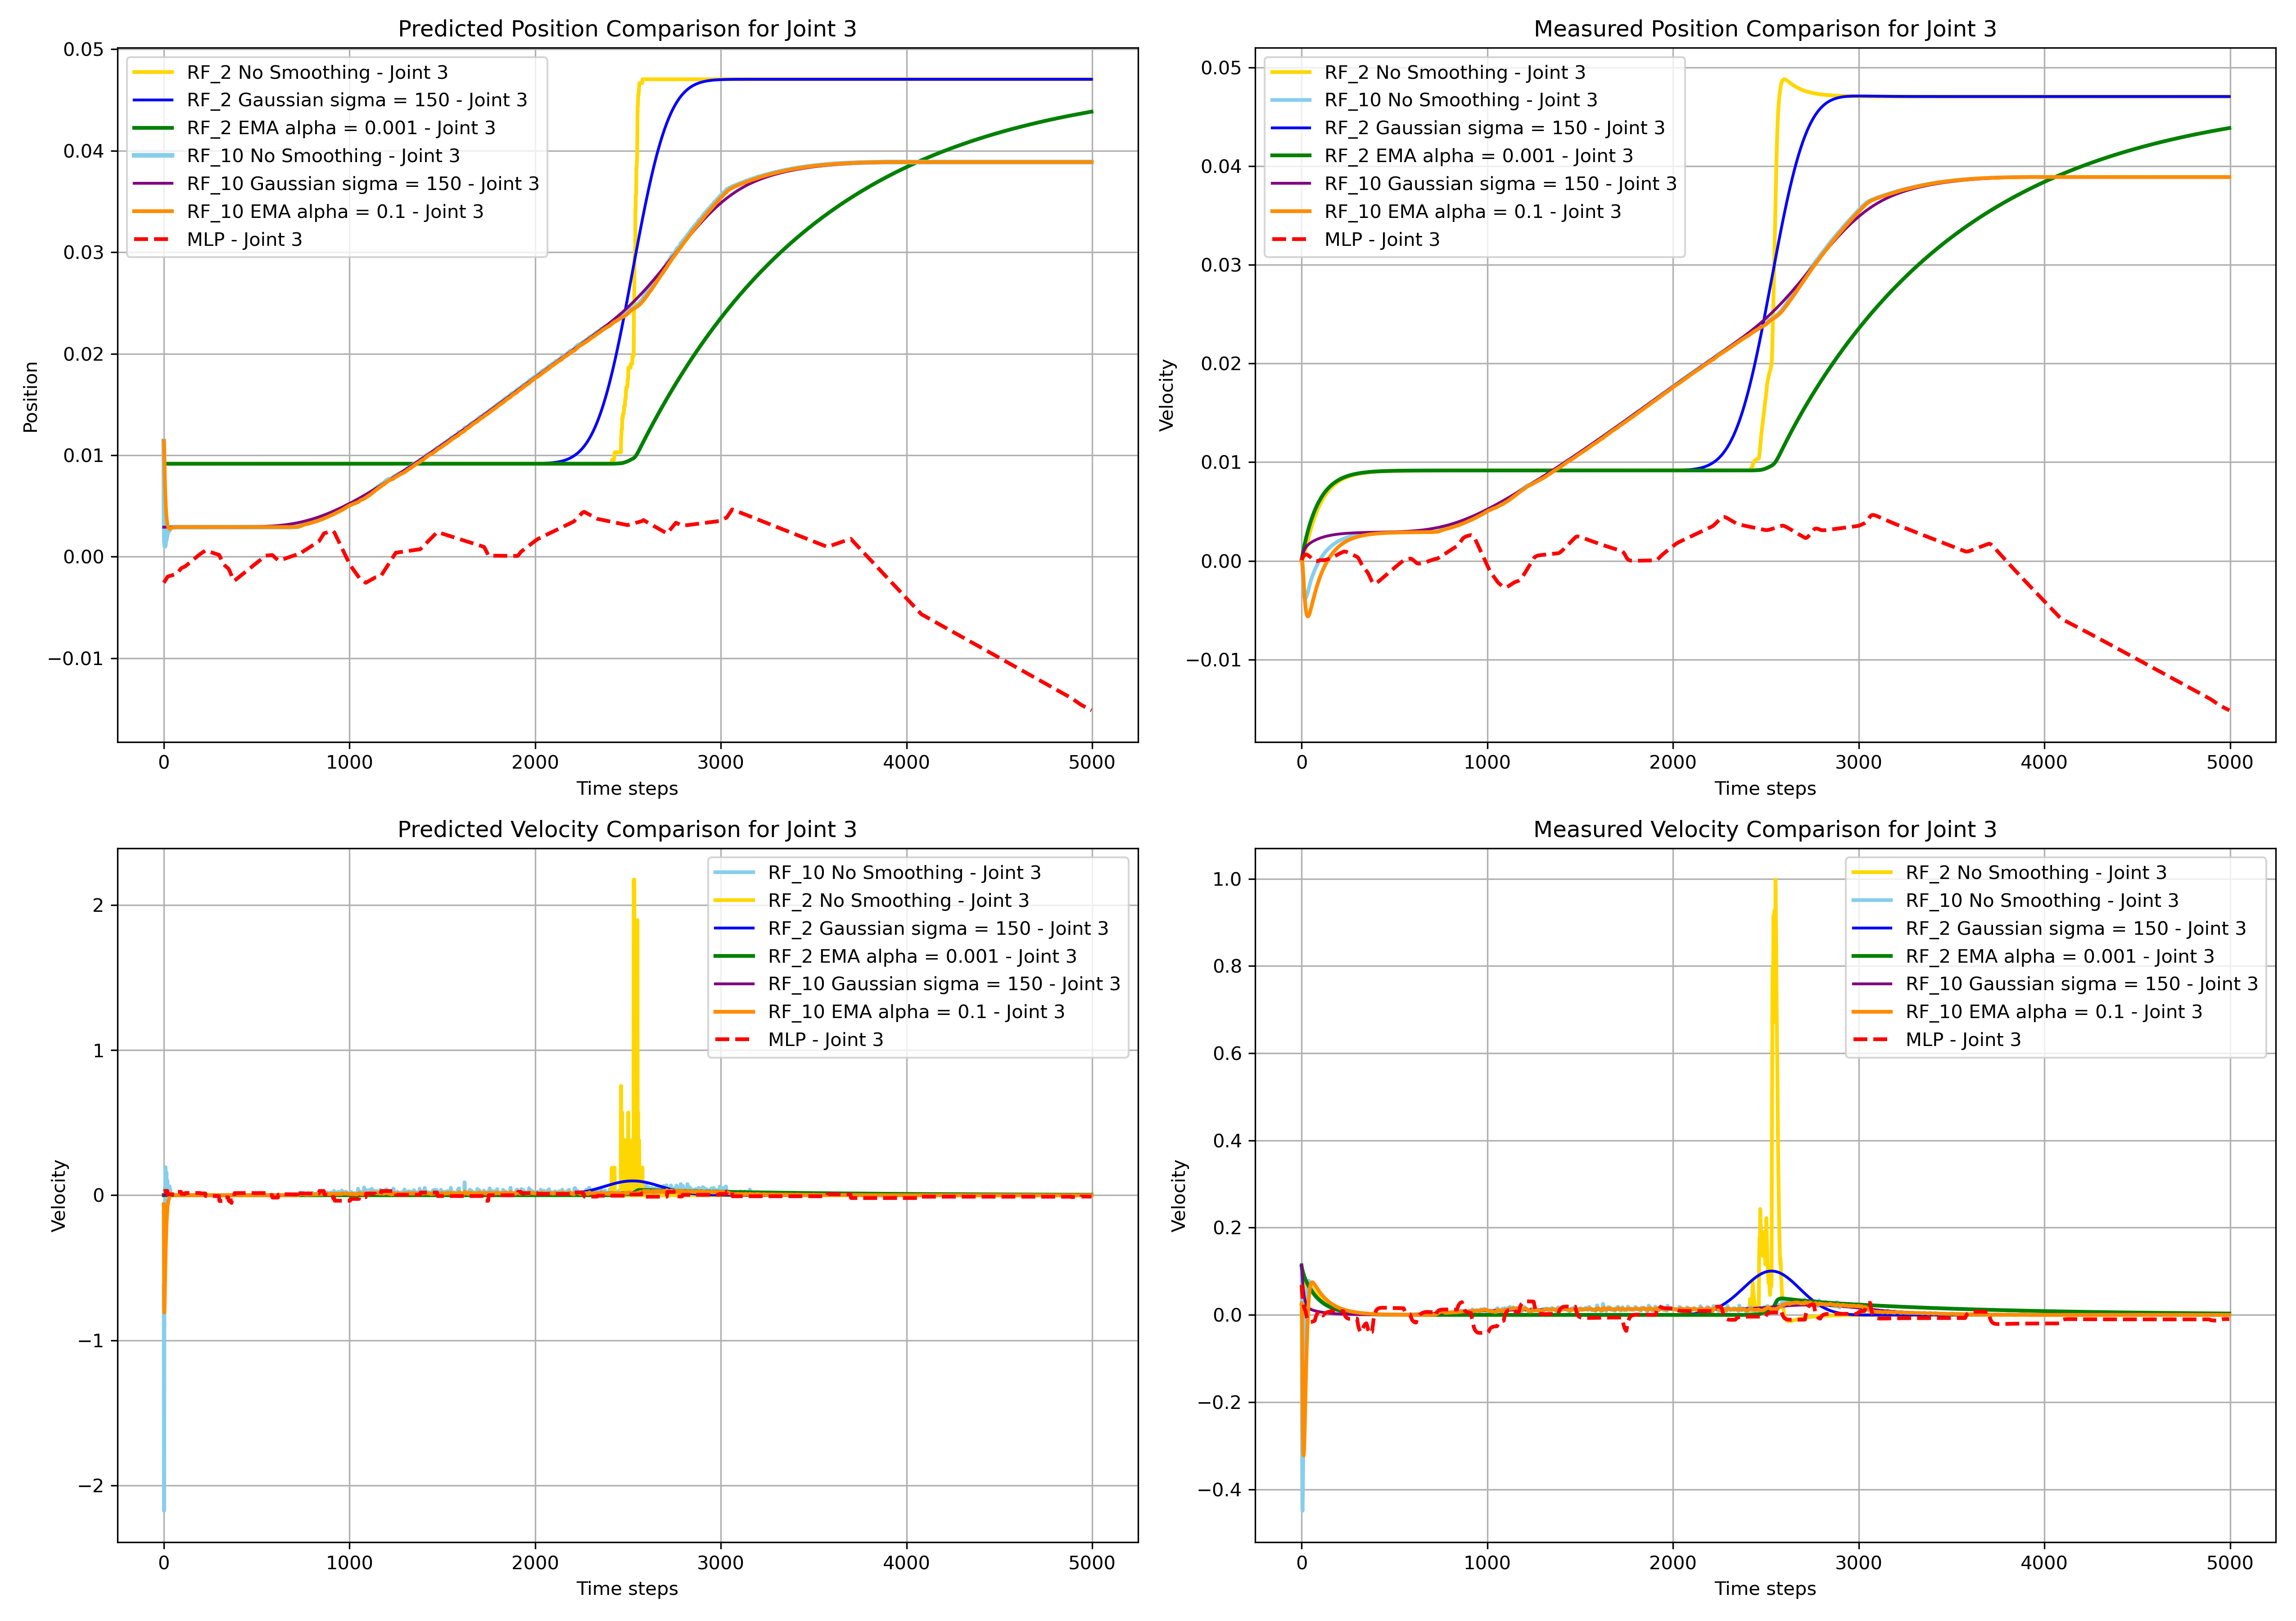 Predicted Position Comparison for Joint 3
0.05
0.04
0.03
0.02
0.01
0.00
−0.01
Position
RF_2 No Smoothing - Joint 3
RF_2 Gaussian sigma = 150 - Joint 3
RF_2 EMA alpha = 0.001 - Joint 3
RF_10 No Smoothing - Joint 3
RF_10 Gaussian sigma = 150 - Joint 3
RF_10 EMA alpha = 0.1 - Joint 3
MLP - Joint 3
0 1000 2000 3000 4000 5000
Time steps
Measured Position Comparison for Joint 3
0.05
0.04
0.03
0.02
0.01
0.00
−0.01
Velocity
RF_2 No Smoothing - Joint 3
RF_10 No Smoothing - Joint 3
RF_2 Gaussian sigma = 150 - Joint 3
RF_2 EMA alpha = 0.001 - Joint 3
RF_10 Gaussian sigma = 150 - Joint 3
RF_10 EMA alpha = 0.1 - Joint 3
MLP - Joint 3
0 1000 2000 3000 4000 5000
Time steps
Predicted Velocity Comparison for Joint 3
2
1
0
−1
−2
Velocity
RF_10 No Smoothing - Joint 3
RF_2 No Smoothing - Joint 3
RF_2 Gaussian sigma = 150 - Joint 3
RF_2 EMA alpha = 0.001 - Joint 3
RF_10 Gaussian sigma = 150 - Joint 3
RF_10 EMA alpha = 0.1 - Joint 3
MLP - Joint 3
0 1000 2000 3000 4000 5000
Time steps
Measured Velocity Comparison for Joint 3
1.0
0.8
0.6
0.4
0.2
0.0
−0.2
−0.4
Velocity
RF_2 No Smoothing - Joint 3
RF_10 No Smoothing - Joint 3
RF_2 Gaussian sigma = 150 - Joint 3
RF_2 EMA alpha = 0.001 - Joint 3
RF_10 Gaussian sigma = 150 - Joint 3
RF_10 EMA alpha = 0.1 - Joint 3
MLP - Joint 3
0 1000 2000 3000 4000 5000
Time steps